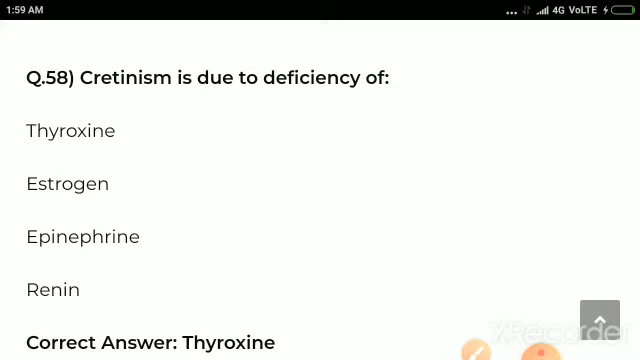 1:59 AM
... 4G VoLTE
Q.58) Cretinism is due to deficiency of:
Thyroxine
Estrogen
Epinephrine
Renin
XRecorder
Correct Answer: Thyroxine